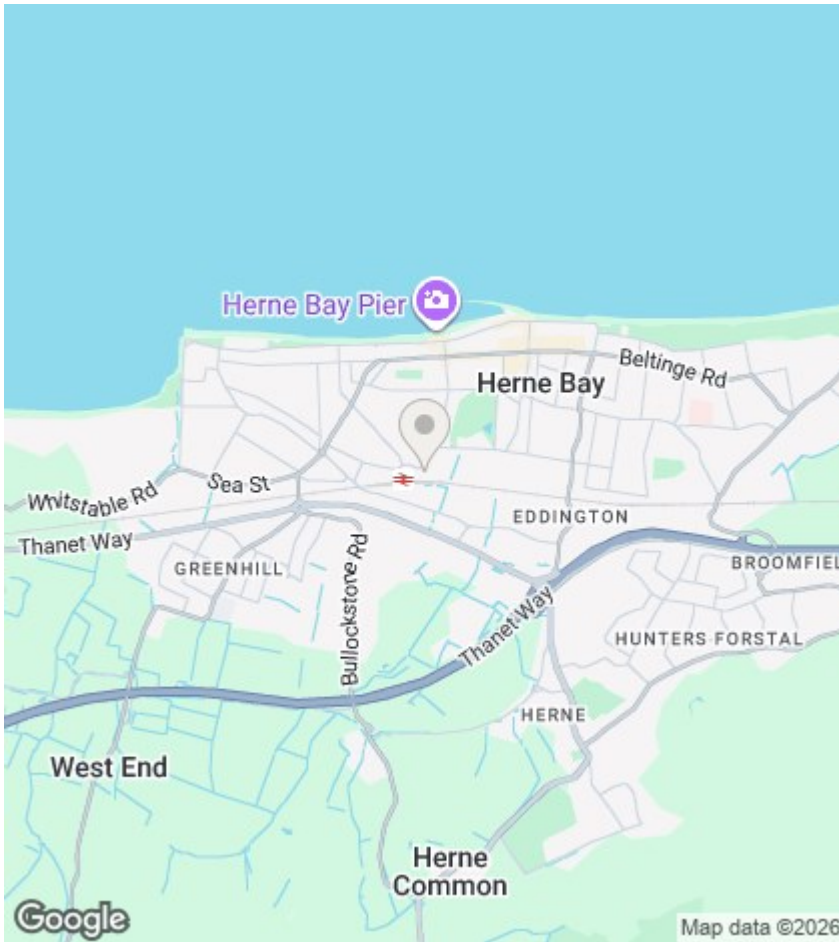 Herne Bay Pier
Beltinge Rd
Herne Bay
Sea St
Whitstable Rd
EDDINGTON
Thanet Way
GREENHILL
Bullockstone Rd
BROOMFIEL
Thanet Way
HUNTERS FORSTAL
HERNE
West End
Herne
Common
Google
Map data ©2026